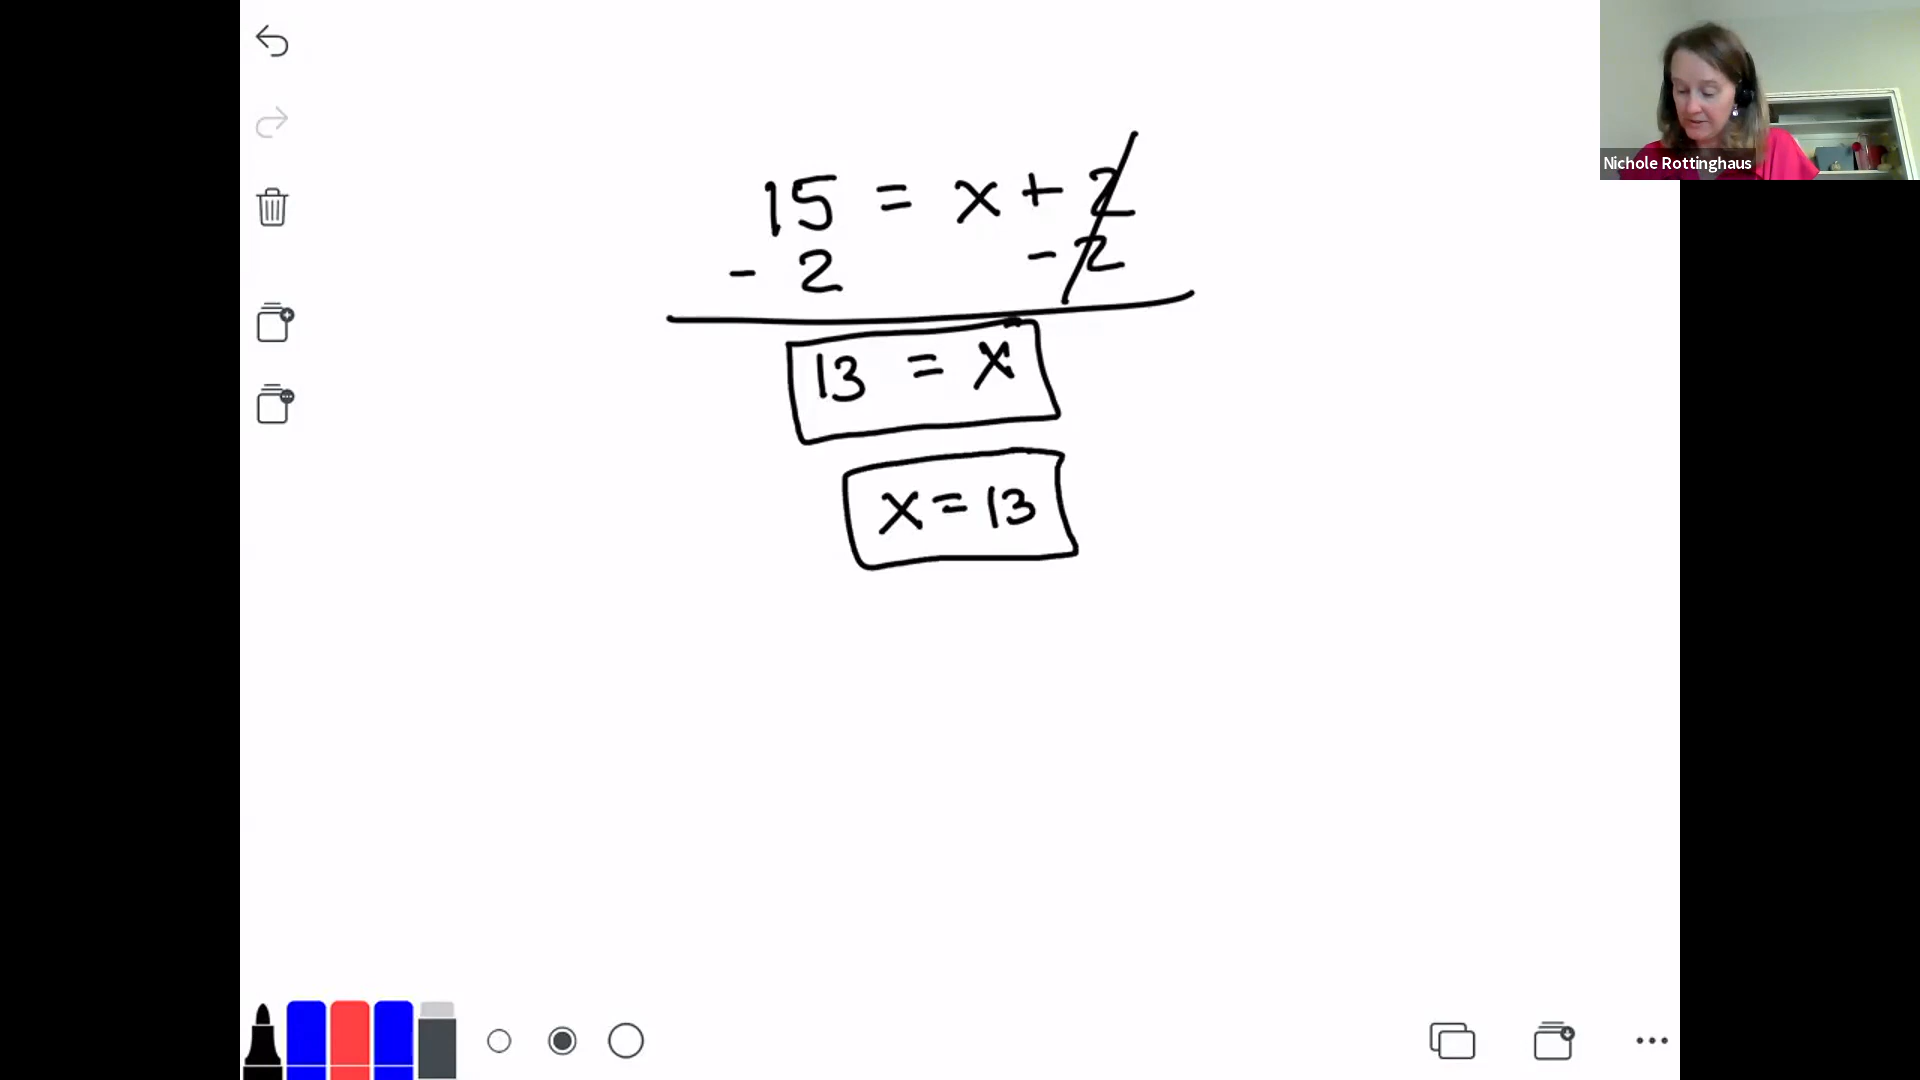 15 = x + 2
- 2 - 2
13 = x
x = 13
Nichole Rottinghaus